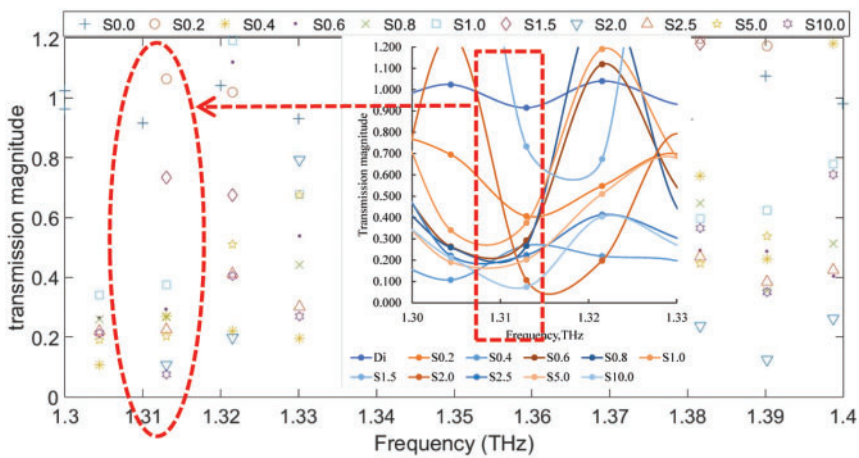 S0.0 S0.2 S0.4 S0.6 S0.8 S1.0 S1.5 S2.0 S2.5 S5.0 S10.0
1.2
1
0.8
0.6
0.4
0.2
0
transmission magnitude
1.200
1.100
1.000
0.900
0.800
0.700
0.600
0.500
0.400
0.300
0.200
0.100
0.000
Transmission magnitude
1.30 1.31 1.32 1.33
Frequency,THz
Di S0.2 S0.4 S0.6 S0.8 S1.0
S1.5 S2.0 S2.5 S5.0 S10.0
1.3 1.31 1.32 1.33 1.34 1.35 1.36 1.37 1.38 1.39 1.4
Frequency (THz)